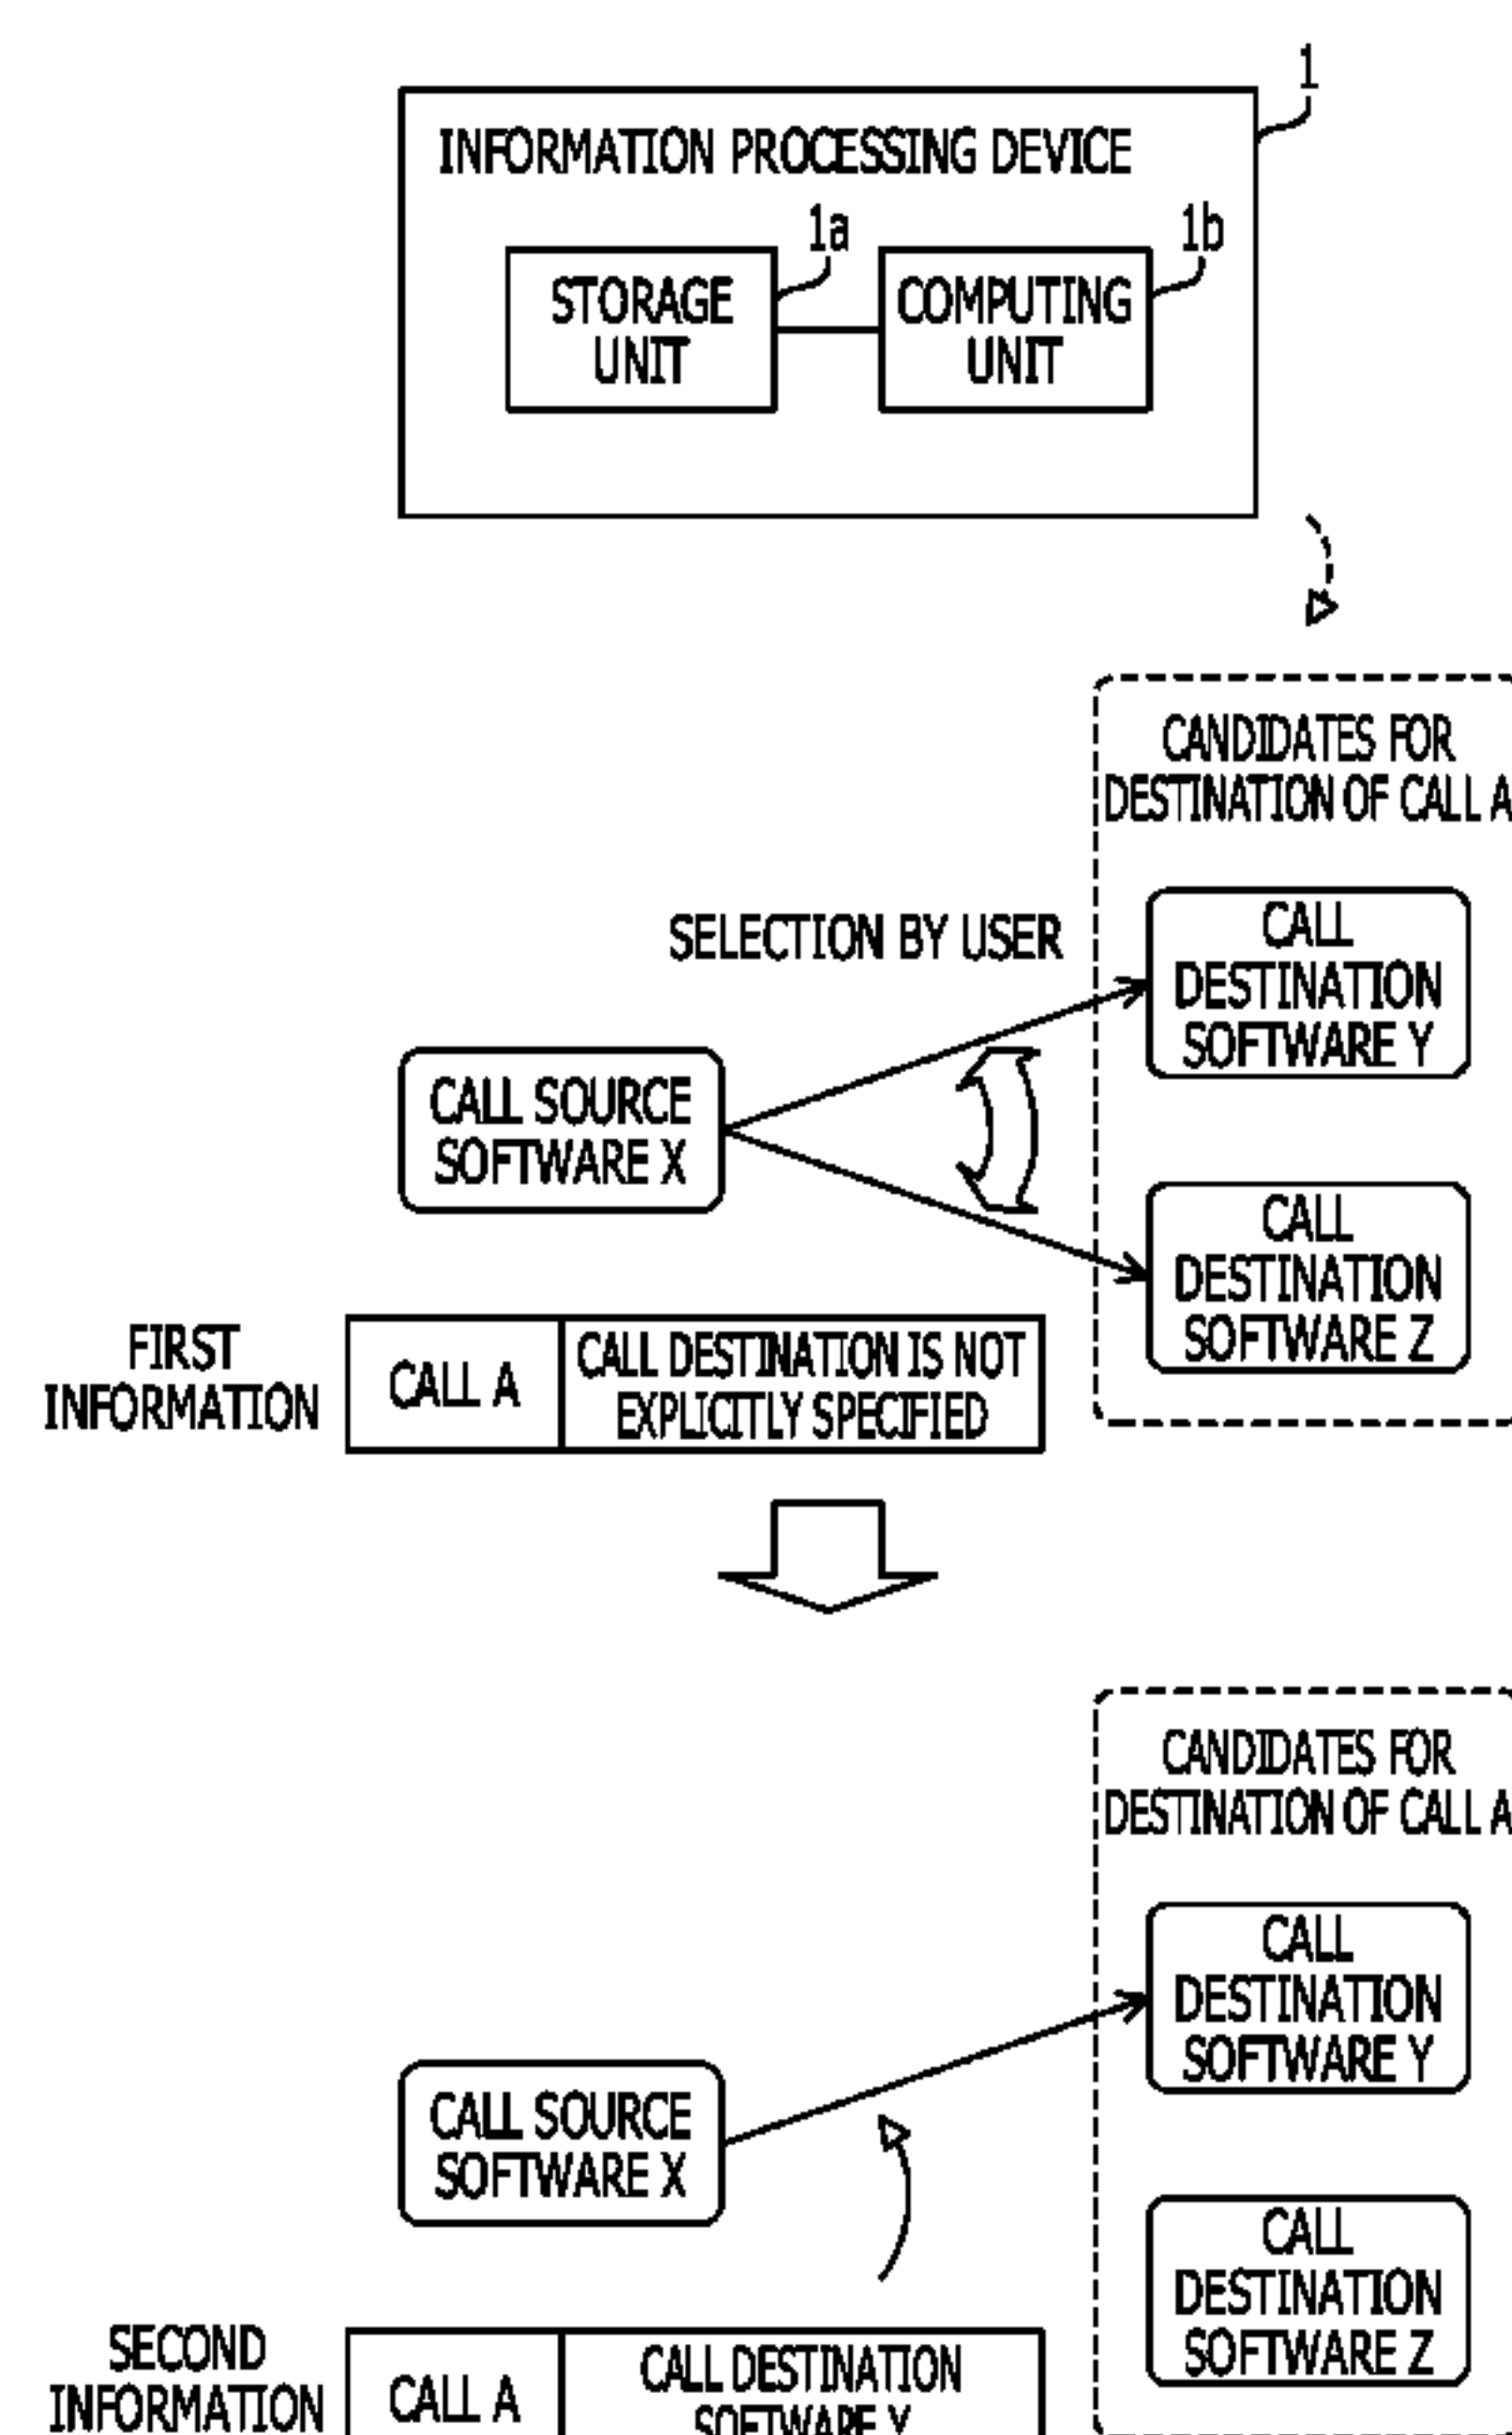 1
INFORMATION PROCESSING DEVICE
1a
1b
STORAGE
UNIT
COMPUTING
UNIT
CANDIDATES FOR
DESTINATION OF CALL A
SELECTION BY USER
CALL
DESTINATION
SOFTWARE Y
CALL SOURCE
SOFTWARE X
CALL
DESTINATION
SOFTWARE Z
FIRST
INFORMATION
CALL A
CALL DESTINATION IS NOT
EXPLICITLY SPECIFIED
CANDIDATES FOR
DESTINATION OF CALL A
CALL
DESTINATION
SOFTWARE Y
CALL SOURCE
SOFTWARE X
CALL
DESTINATION
SOFTWARE Z
SECOND
INFORMATION
CALL A
CALL DESTINATION
SOFTWARE Y